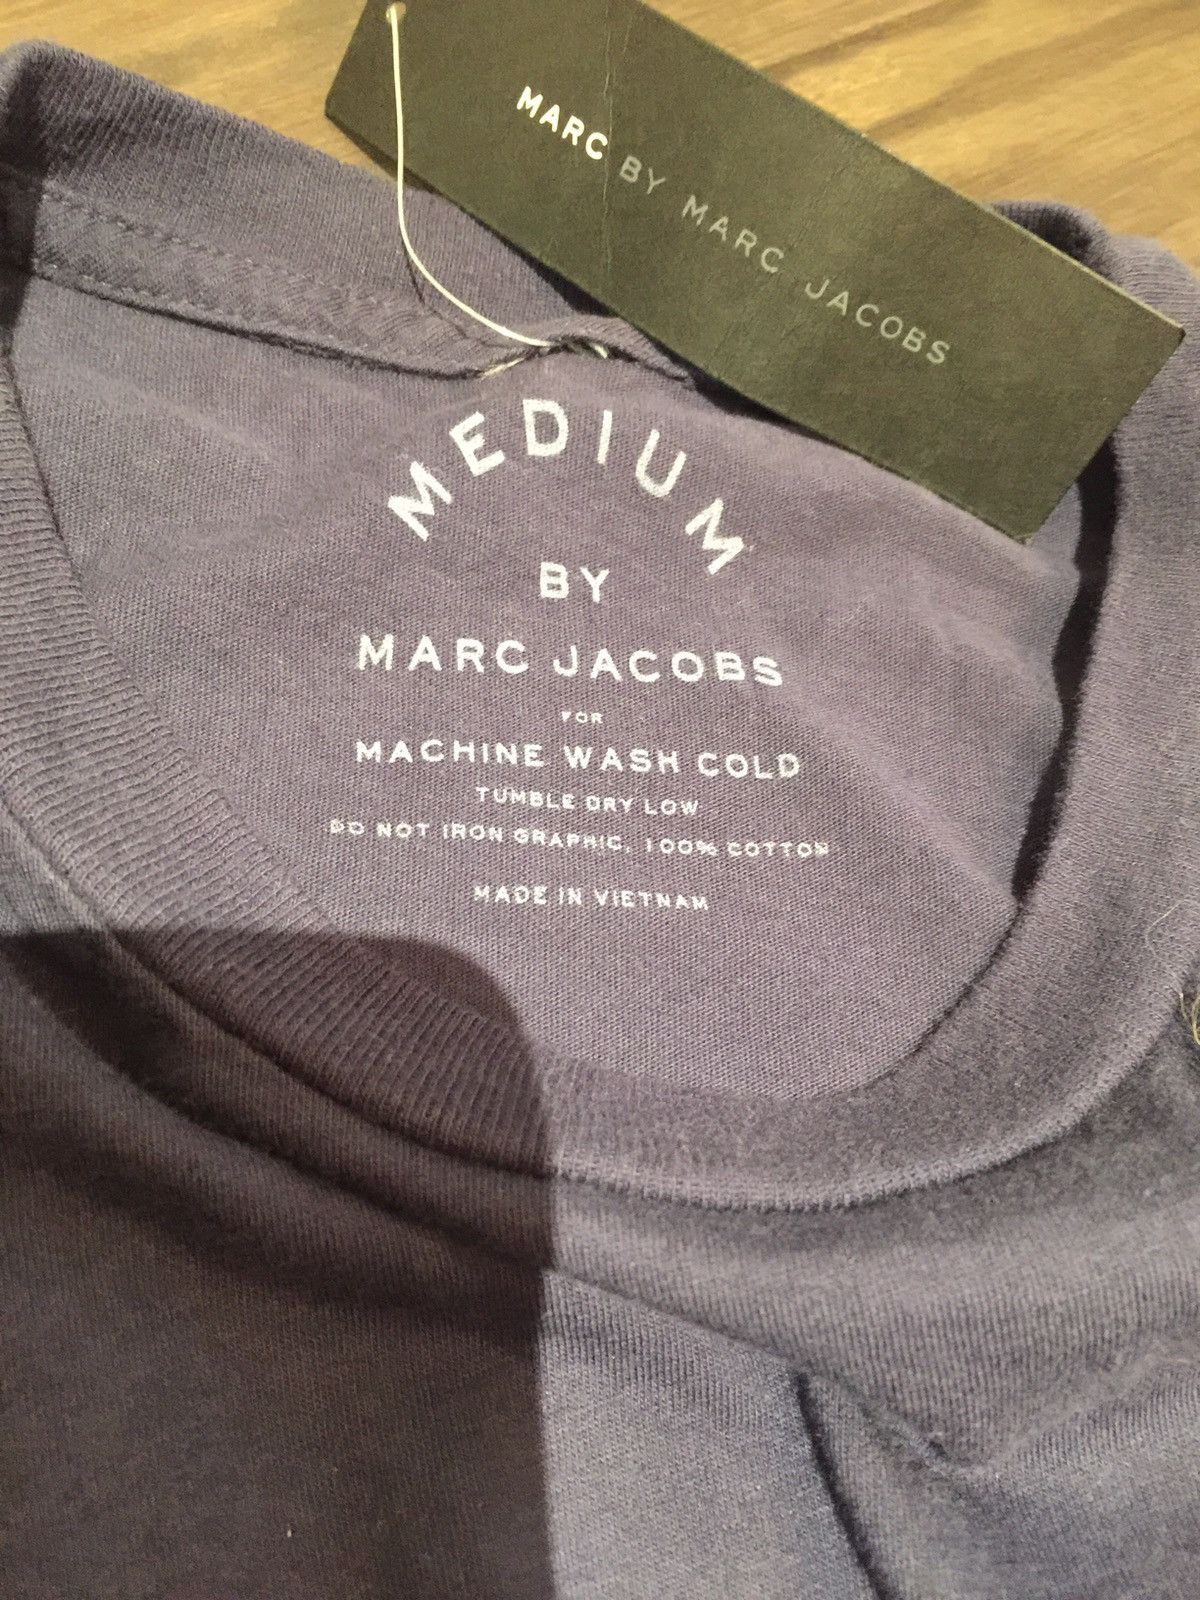 MARC BY MARC JACOBS
MEDIUM
BY
MARC JACOBS
FOR
MACHINE WASH COLD
TUMBLE DRY LOW
DO NOT IRON GRAPHIC. 100% COTTON
MADE IN VIETNAM